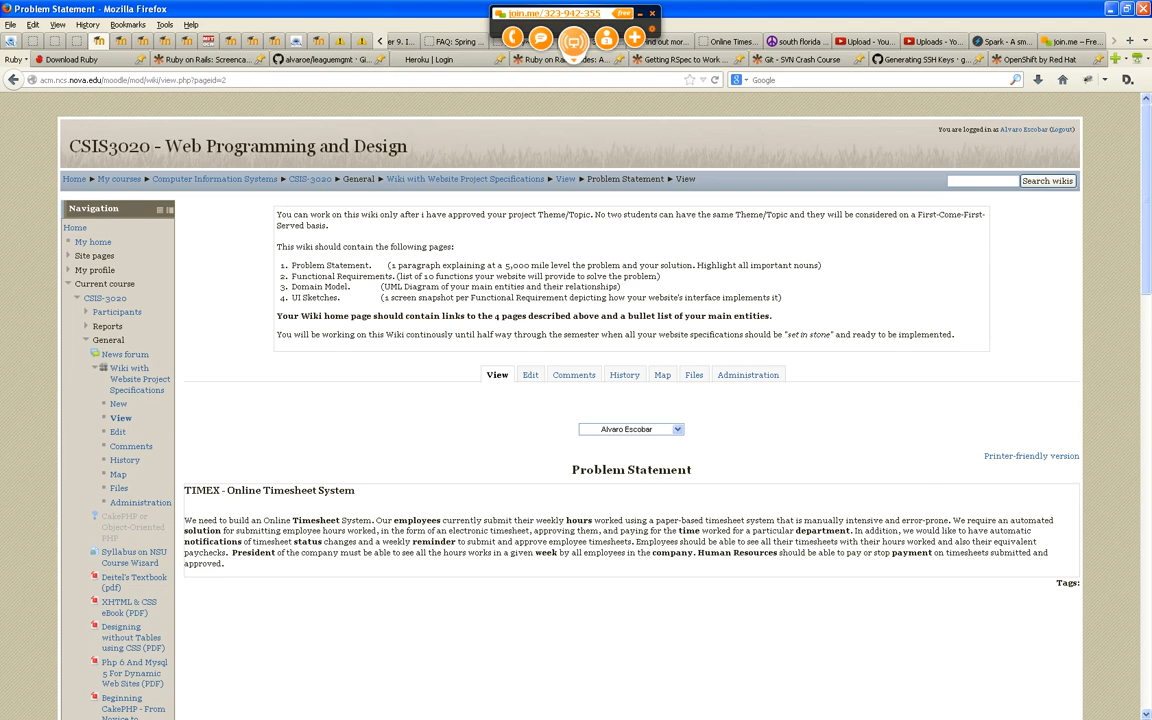 Problem Statement - Mozilla Firefox
join.me/323-942-355 free
File Edit View History Bookmarks Tools Help
er 9. I... FAQ: Spring ... ind out more... Online Times... south florida ... Upload - You... Uploads - Yo... Spark - A sm... join.me – Fre...
Ruby Download Ruby Ruby on Rails: Screenca... alvaroe/leaguemgmt · Gi... Heroku | Login Getting RSpec to Work ... Git - SVN Crash Course Generating SSH Keys · g... OpenShift by Red Hat
acm.ncs.nova.edu/moodle/mod/wiki/view.php?pageid=2 Google
You are logged in as Alvaro Escobar (Logout)
CSIS3020 - Web Programming and Design
Home ► My courses ► Computer Information Systems ► CSIS-3020 ► General ► Wiki with Website Project Specifications ► View ► Problem Statement ► View Search wikis
Navigation
Home
My home
Site pages
My profile
Current course
CSIS-3020
Participants
Reports
General
News forum
Wiki with
Website Project
Specifications
New
View
Edit
Comments
History
Map
Files
Administration
CakePHP or
Object-Oriented
PHP
Syllabus on NSU
Course Wizard
Deitel's Textbook
(pdf)
XHTML & CSS
eBook (PDF)
Designing
without Tables
using CSS (PDF)
Php 6 And Mysql
5 For Dynamic
Web Sites (PDF)
Beginning
CakePHP - From
Novice to
You can work on this wiki only after i have approved your project Theme/Topic. No two students can have the same Theme/Topic and they will be considered on a First-Come-First-
Served basis.
This wiki should contain the following pages:
1. Problem Statement. (1 paragraph explaining at a 5,000 mile level the problem and your solution. Highlight all important nouns)
2. Functional Requirements. (list of 10 functions your website will provide to solve the problem)
3. Domain Model. (UML Diagram of your main entities and their relationships)
4. UI Sketches. (1 screen snapshot per Functional Requirement depicting how your website's interface implements it)
Your Wiki home page should contain links to the 4 pages described above and a bullet list of your main entities.
You will be working on this Wiki continously until half way through the semester when all your website specifications should be "set in stone" and ready to be implemented.
View Edit Comments History Map Files Administration
Alvaro Escobar
Printer-friendly version
Problem Statement
TIMEX - Online Timesheet System
We need to build an Online Timesheet System. Our employees currently submit their weekly hours worked using a paper-based timesheet system that is manually intensive and error-prone. We require an automated
solution for submitting employee hours worked, in the form of an electronic timesheet, approving them, and paying for the time worked for a particular department. In addition, we would like to have automatic
notifications of timesheet status changes and a weekly reminder to submit and approve employee timesheets. Employees should be able to see all their timesheets with their hours worked and also their equivalent
paychecks. President of the company must be able to see all the hours works in a given week by all employees in the company. Human Resources should be able to pay or stop payment on timesheets submitted and
approved.
Tags: